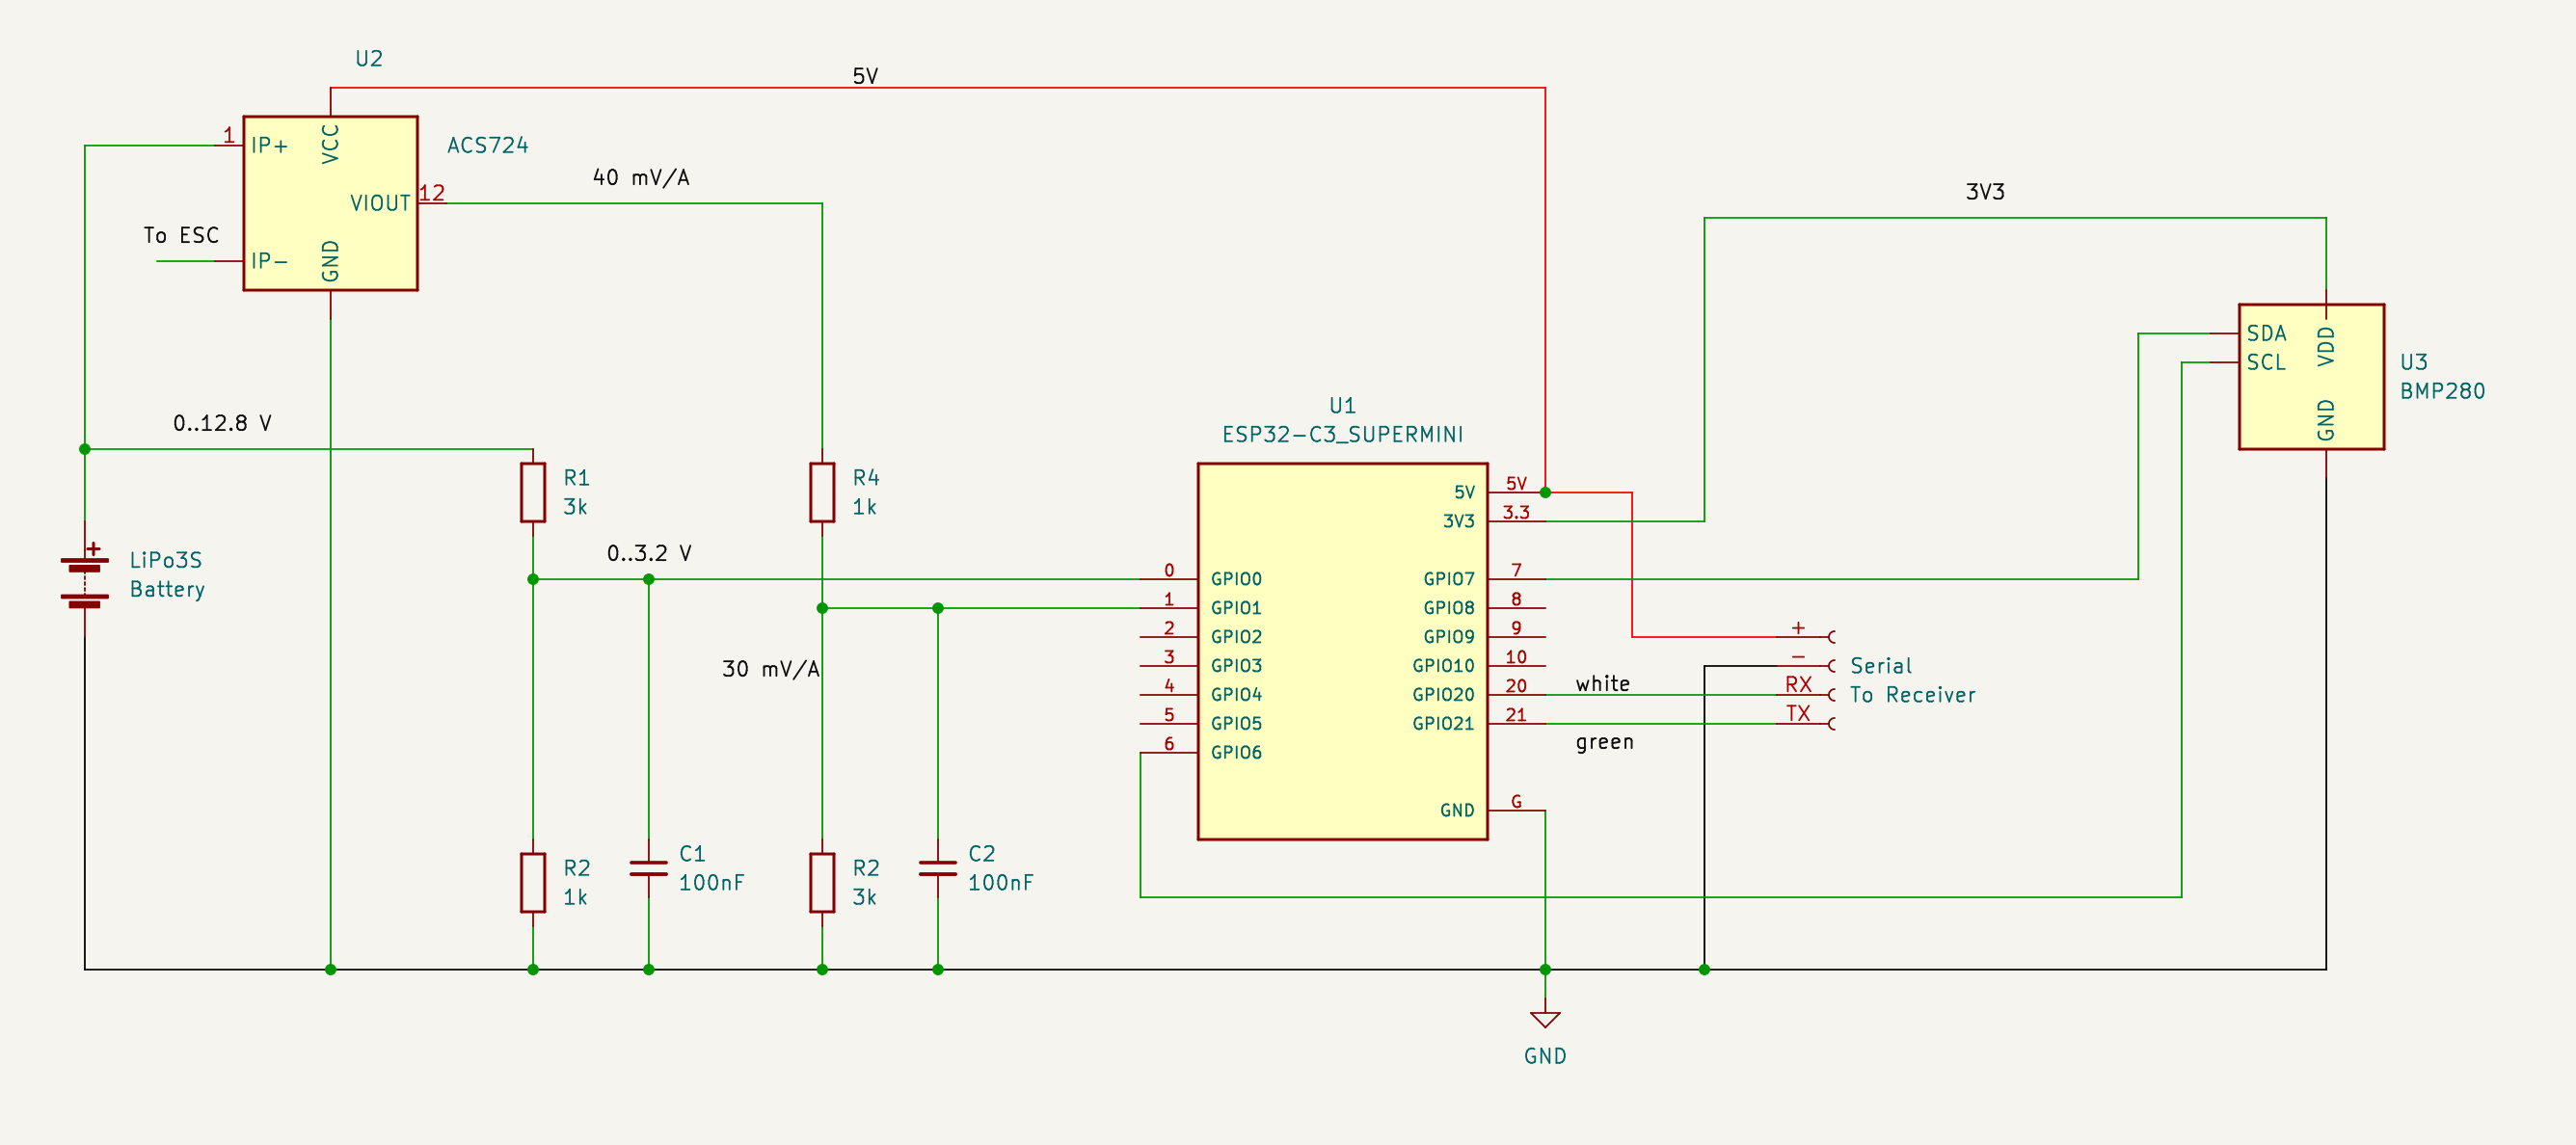 U2
5V
1
IP+
VCC
ACS724
40 mV/A
VIOUT
12
To ESC
IP-
GND
3V3
SDA
SCL
VDD
GND
U3
BMP280
0..12.8 V
U1
ESP32-C3_SUPERMINI
R1
3k
R4
1k
5V
5V
3V3
3.3
+
LiPo3S
Battery
0..3.2 V
0
GPIO0
GPIO7
7
1
GPIO1
GPIO8
8
2
GPIO2
GPIO9
9
+
30 mV/A
3
GPIO3
GPIO10
10
-
Serial
4
GPIO4
GPIO20
20
white
RX
To Receiver
5
GPIO5
GPIO21
21
TX
green
6
GPIO6
GND
G
R2
1k
C1
100nF
R2
3k
C2
100nF
GND